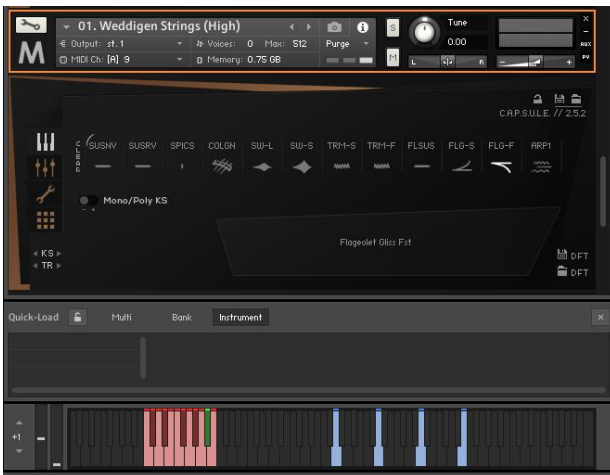 01. Weddigen Strings (High)
Output: st.1 Voices: 0 Max: 512 Purge
MIDI Ch: [A] 9 Memory: 0.75 GB
S
M
Tune
0.00
L R
- +
×
-
AUX
PV
M
C.A.P.S.U.L.E. // 2.5.2
CLEAR
SUSNV SUSRV SPICS COLGN SW-L SW-S TRM-S TRM-F FLSUS FLG-S FLG-F ARP1
Mono/Poly KS
Flageolet Gliss Fst
KS
TR
DFT
DFT
Quick-Load Multi Bank Instrument ×
+1